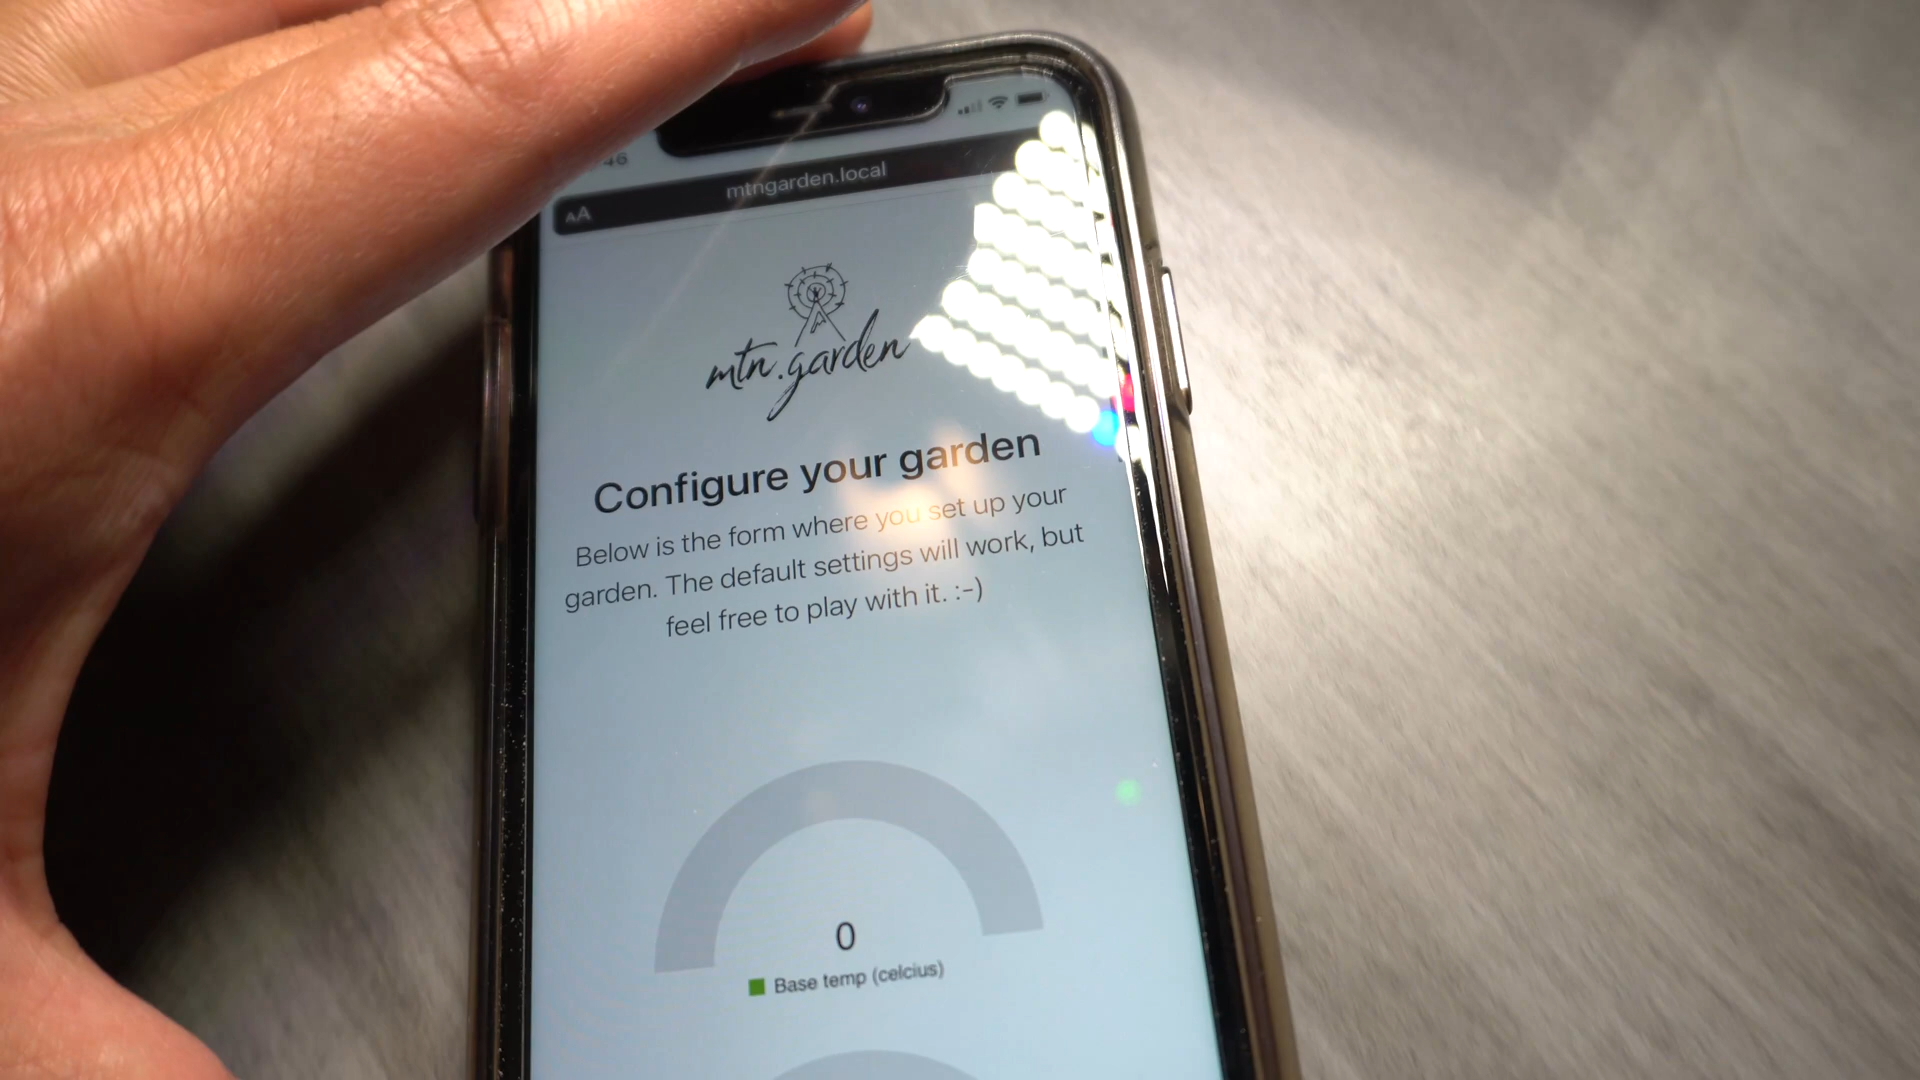 46
mtngarden.local
AA
mtn.garden
Configure your garden
Below is the form where you set up your
garden. The default settings will work, but
feel free to play with it. :-)
0
Base temp (celcius)